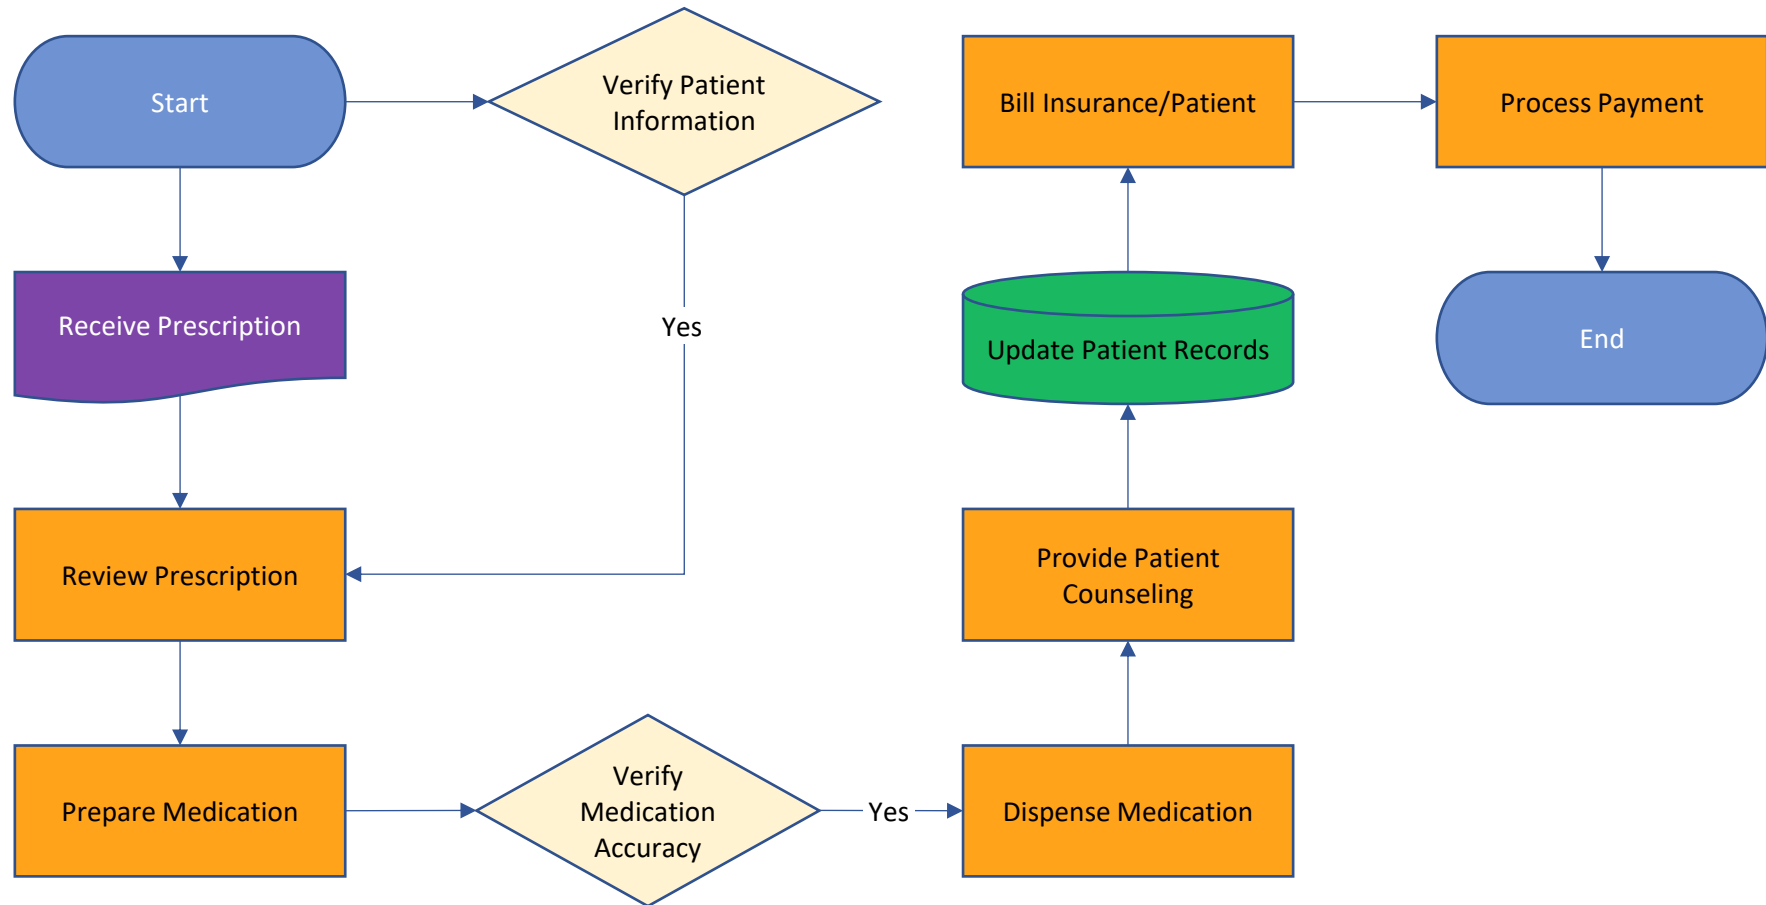 Start
Verify Patient
Information
Bill Insurance/Patient
Process Payment
Receive Prescription
Yes
Update Patient Records
End
Review Prescription
Provide Patient
Counseling
Prepare Medication
Verify
Medication
Accuracy
Yes
Dispense Medication